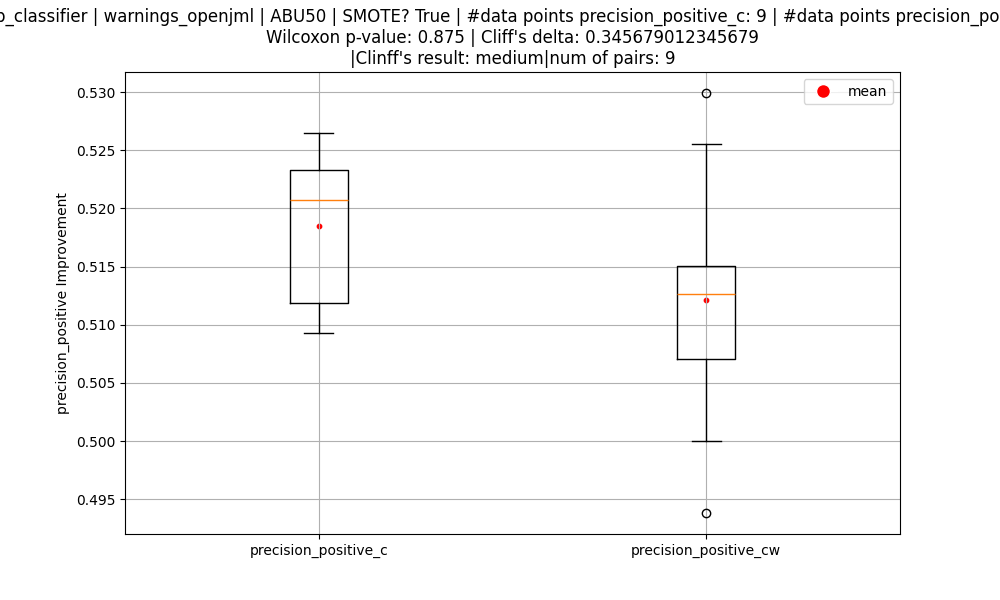 _classifier | warnings_openjml | ABU50 | SMOTE? True | #data points precision_positive_c: 9 | #data points precision_po
Wilcoxon p-value: 0.875 | Cliff's delta: 0.345679012345679
|Clinff's result: medium|num of pairs: 9
mean
0.530
0.525
0.520
0.515
0.510
0.505
0.500
0.495
precision_positive Improvement
precision_positive_c
precision_positive_cw